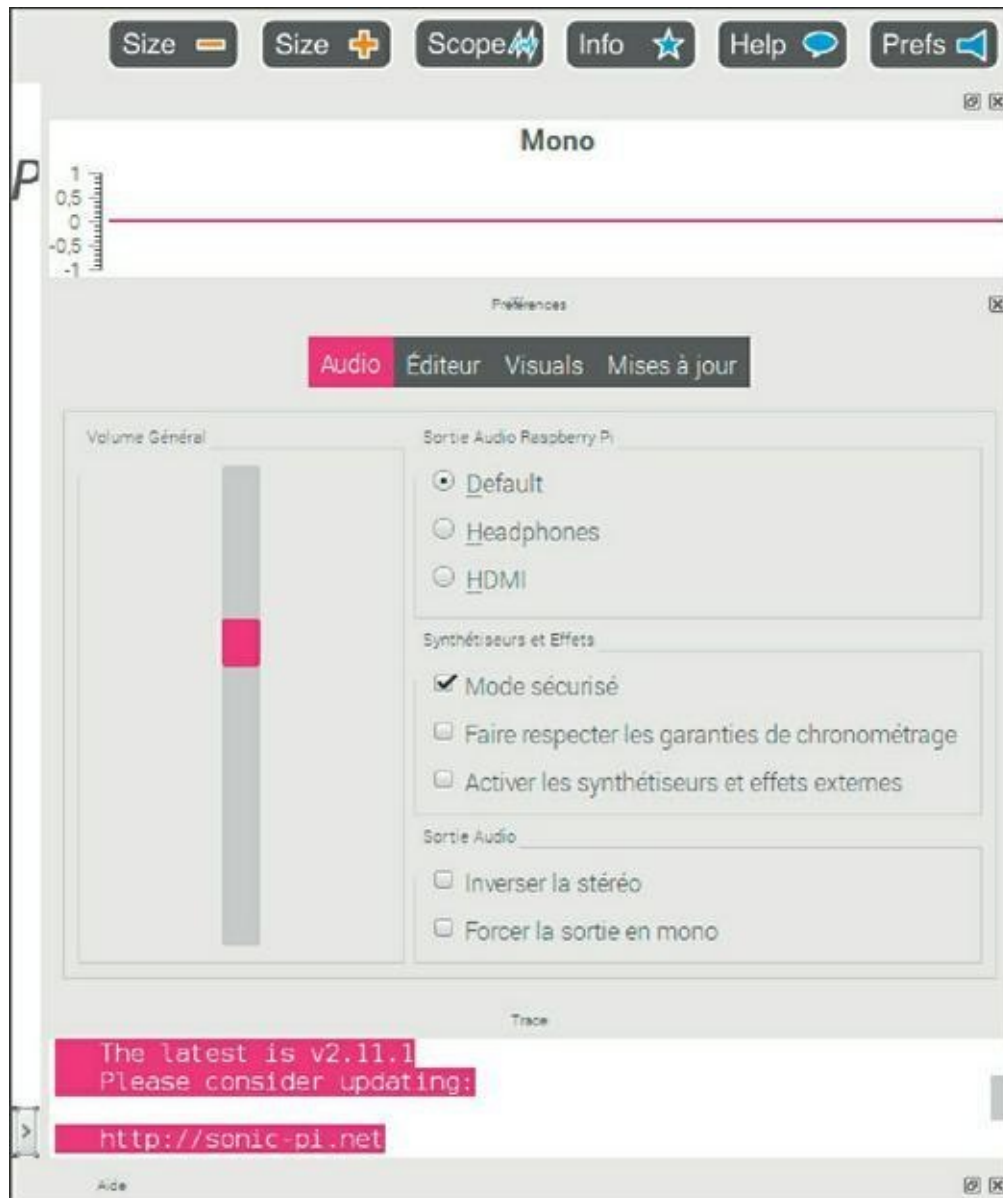 Size
Size
Scope
Info
Help
Prefs
Mono
P
1
0,5
0
-0,5
-1
Préférences
Audio Éditeur Visuals Mises à jour
Volume Général
Sortie Audio Raspberry Pi
Default
Headphones
HDMI
Synthétiseurs et Effets
Mode sécurisé
Faire respecter les garanties de chronométrage
Activer les synthétiseurs et effets externes
Sortie Audio
Inverser la stéréo
Forcer la sortie en mono
Trace
The latest is v2.11.1
Please consider updating:
http://sonic-pi.net
Aide